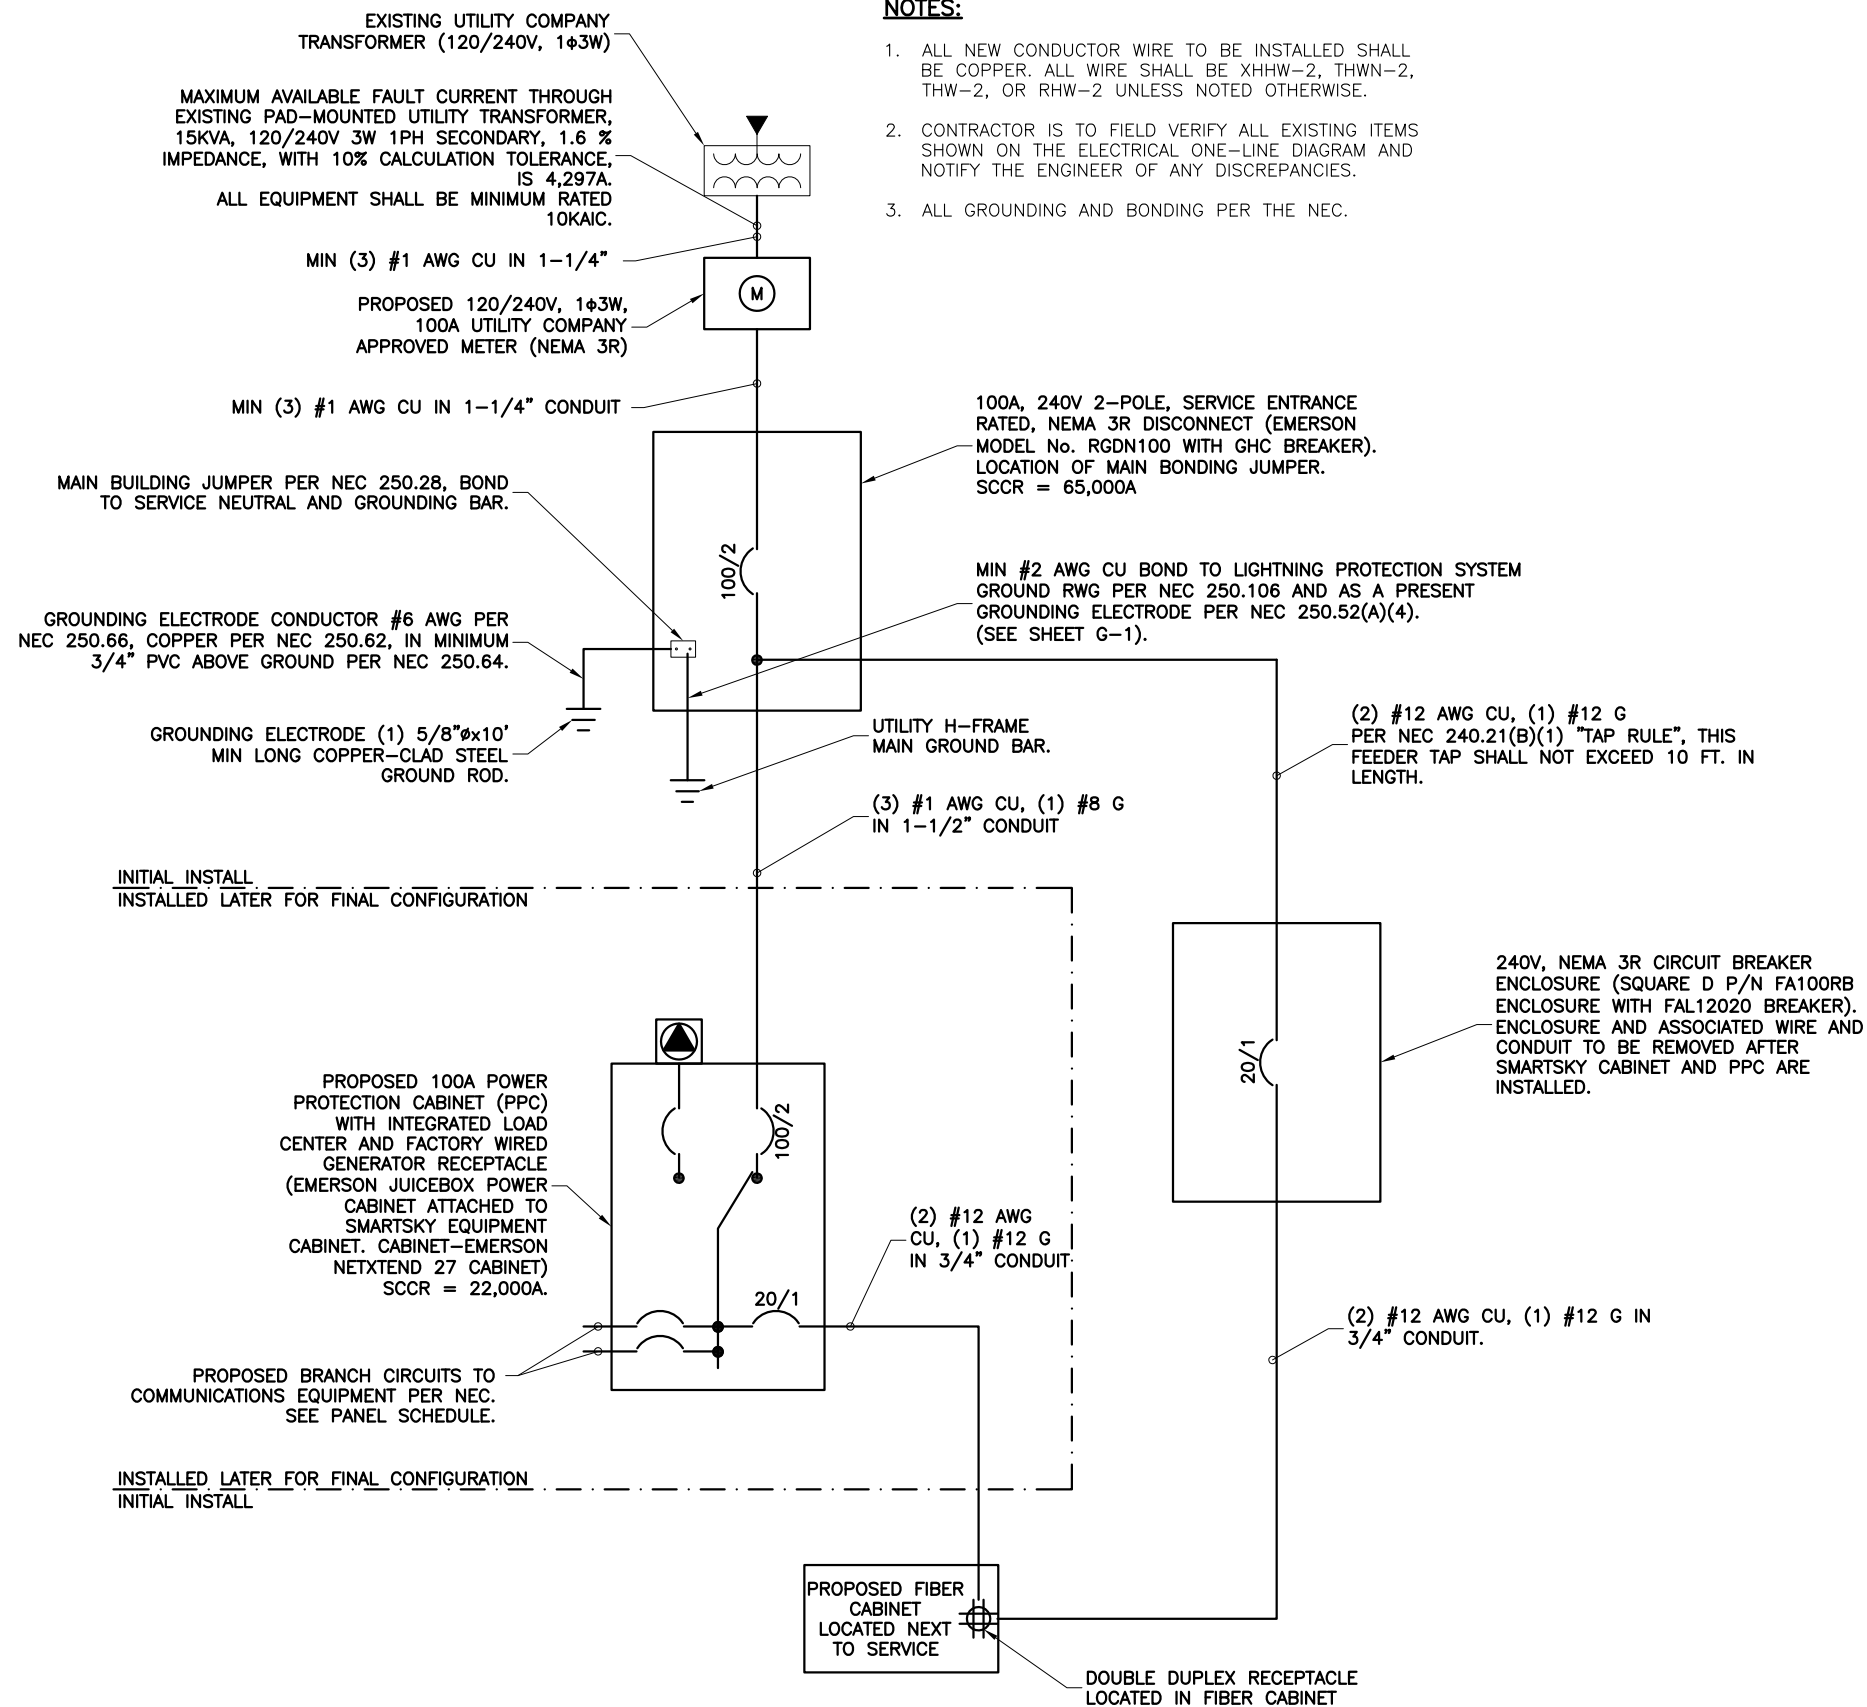 EXISTING UTILITY COMPANY
TRANSFORMER (120/240V, 1ϕ3W)
MAXIMUM AVAILABLE FAULT CURRENT THROUGH
EXISTING PAD-MOUNTED UTILITY TRANSFORMER,
15KVA, 120/240V 3W 1PH SECONDARY, 1.6 %
IMPEDANCE, WITH 10% CALCULATION TOLERANCE,
IS 4,297A.
ALL EQUIPMENT SHALL BE MINIMUM RATED
10KAIC.
MIN (3) #1 AWG CU IN 1-1/4"
PROPOSED 120/240V, 1ϕ3W,
100A UTILITY COMPANY
APPROVED METER (NEMA 3R)
M
MIN (3) #1 AWG CU IN 1-1/4" CONDUIT
NOTES:
1. ALL NEW CONDUCTOR WIRE TO BE INSTALLED SHALL
BE COPPER. ALL WIRE SHALL BE XHHW-2, THWN-2,
THW-2, OR RHW-2 UNLESS NOTED OTHERWISE.
2. CONTRACTOR IS TO FIELD VERIFY ALL EXISTING ITEMS
SHOWN ON THE ELECTRICAL ONE-LINE DIAGRAM AND
NOTIFY THE ENGINEER OF ANY DISCREPANCIES.
3. ALL GROUNDING AND BONDING PER THE NEC.
100A, 240V 2-POLE, SERVICE ENTRANCE
RATED, NEMA 3R DISCONNECT (EMERSON
MODEL No. RGDN100 WITH GHC BREAKER).
LOCATION OF MAIN BONDING JUMPER.
SCCR = 65,000A
MAIN BUILDING JUMPER PER NEC 250.28, BOND
TO SERVICE NEUTRAL AND GROUNDING BAR.
100/2
MIN #2 AWG CU BOND TO LIGHTNING PROTECTION SYSTEM
GROUND RWG PER NEC 250.106 AND AS A PRESENT
GROUNDING ELECTRODE PER NEC 250.52(A)(4).
(SEE SHEET G-1).
GROUNDING ELECTRODE CONDUCTOR #6 AWG PER
NEC 250.66, COPPER PER NEC 250.62, IN MINIMUM
3/4" PVC ABOVE GROUND PER NEC 250.64.
GROUNDING ELECTRODE (1) 5/8"øx10'
MIN LONG COPPER-CLAD STEEL
GROUND ROD.
UTILITY H-FRAME
MAIN GROUND BAR.
(2) #12 AWG CU, (1) #12 G
PER NEC 240.21(B)(1) "TAP RULE", THIS
FEEDER TAP SHALL NOT EXCEED 10 FT. IN
LENGTH.
(3) #1 AWG CU, (1) #8 G
IN 1-1/2" CONDUIT
INITIAL INSTALL
INSTALLED LATER FOR FINAL CONFIGURATION
240V, NEMA 3R CIRCUIT BREAKER
ENCLOSURE (SQUARE D P/N FA100RB
ENCLOSURE WITH FAL12020 BREAKER).
ENCLOSURE AND ASSOCIATED WIRE AND
CONDUIT TO BE REMOVED AFTER
SMARTSKY CABINET AND PPC ARE
INSTALLED.
20/1
PROPOSED 100A POWER
PROTECTION CABINET (PPC)
WITH INTEGRATED LOAD
CENTER AND FACTORY WIRED
GENERATOR RECEPTACLE
(EMERSON JUICEBOX POWER
CABINET ATTACHED TO
SMARTSKY EQUIPMENT
CABINET. CABINET-EMERSON
NETXTEND 27 CABINET)
SCCR = 22,000A.
100/2
(2) #12 AWG
CU, (1) #12 G
IN 3/4" CONDUIT
20/1
(2) #12 AWG CU, (1) #12 G IN
3/4" CONDUIT.
PROPOSED BRANCH CIRCUITS TO
COMMUNICATIONS EQUIPMENT PER NEC.
SEE PANEL SCHEDULE.
INSTALLED LATER FOR FINAL CONFIGURATION
INITIAL INSTALL
PROPOSED FIBER
CABINET
LOCATED NEXT
TO SERVICE
DOUBLE DUPLEX RECEPTACLE
LOCATED IN FIBER CABINET